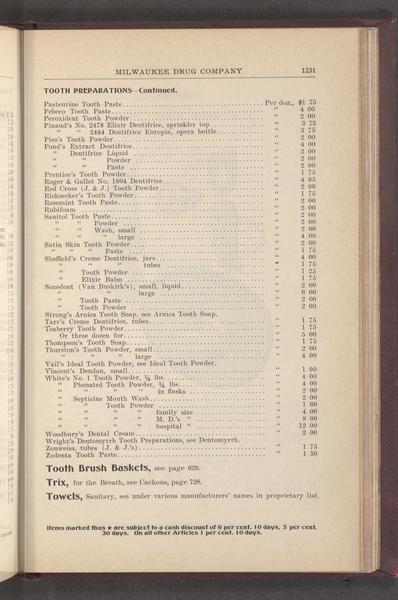 MILWAUKEE DRUG COMPANY 1231
TOOTH PREPARATIONS—Continued.
Pasteurine Tooth Paste Per doz., $1 75
Pebeco Tooth Paste " 4 00
Peroxident Tooth Powder " 2 00
Pinaud's No. 2478 Elixir Dentifrice, sprinkler top " 3 75
" " 2484 Dentifrice Europia, opera bottle " 3 75
Piso's Tooth Powder " 2 00
Pond's Extract Dentifrice " 4 00
" Dentifrice Liquid " 2 00
" " Powder " 2 00
" " Paste " 2 00
Prentice's Tooth Powder " 1 75
Roger & Gallet No. 1804 Dentifrice " 4 65
Red Cross (J. & J.) Tooth Powder " 2 00
Ricksecker's Tooth Powder " 1 75
Rosemint Tooth Paste " 2 00
Rubifoam " 2 00
Sanitol Tooth Paste " 2 00
" " Powder " 2 00
" " Wash, small " 2 00
" " " large " 4 00
Satin Skin Tooth Powder " 2 00
" " " Paste " 1 75
Sheffield's Creme Dentifrice, jars " 4 00
" " " tubes " 1 75
" Tooth Powder " 1 25
" Elixir Balm " 1 75
Sozodont (Van Buskirk's), small, liquid " 2 00
" " large " 6 00
" Tooth Paste " 2 00
" Tooth Powder " 2 00
Strong's Arnica Tooth Soap, see Arnica Tooth Soap.
Tarr's Creme Dentifrice, tubes " 1 75
Teaberry Tooth Powder " 1 75
Or three dozen for " 5 00
Thompson's Tooth Soap " 1 75
Thurston's Tooth Powder, small " 2 00
" " " large " 4 00
Vail's Ideal Tooth Powder, see Ideal Tooth Powder.
Vincent's Dendan, small " 1 90
White's No. 1 Tooth Powder, ¼ lbs " 4 00
" Phenated Tooth Powder, ¼ lbs " 4 00
" " " " in flasks " 2 00
" Septicine Mouth Wash " 2 00
" " Tooth Powder " 1 60
" " " " family size " 4 00
" " " " M. D.'s " " 8 00
" " " " hospital " " 12 00
Woodbury's Dental Cream " 2 00
Wright's Dentomyrrh Tooth Preparations, see Dentomyrrh.
Zonweiss, tubes (J. & J.'s) " 1 75
Zodenta Tooth Paste " 1 50
Tooth Brush Baskets, see page 629.
Trix, for the Breath, see Cachous, page 728.
Towels, Sanitary, see under various manufacturers' names in proprietary list.
Items marked thus ★ are subject to a cash discount of 6 per cent. 10 days, 5 per cent.
30 days. On all other Articles 1 per cent. 10 days.